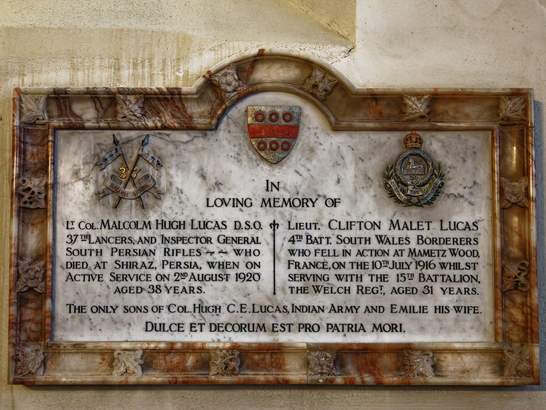 37
IN
LOVING MEMORY OF
LT COL. MALCOLM HUGH LUCAS D.S.O.
37TH LANCERS, AND INSPECTOR GENERAL
SOUTH PERSIAN RIFLES — — WHO
DIED, AT SHIRAZ, PERSIA, WHEN ON
ACTIVE SERVICE ON 2ND AUGUST 1920
AGED 38 YEARS.
LIEUT. CLIFTON MALET LUCAS
4TH BATT. SOUTH WALES BORDERERS
WHO FELL IN ACTION AT MAMETZ WOOD,
FRANCE, ON THE 10TH JULY 1916 WHILST
SERVING WITH THE 15TH BATTALION,
THE WELCH REGT., AGED 31 YEARS.
THE ONLY SONS OF COL. HUGH C.E. LUCAS, INDIAN ARMY AND EMILIE HIS WIFE.
DULCE ET DECORUM EST PRO PATRIA MORI.